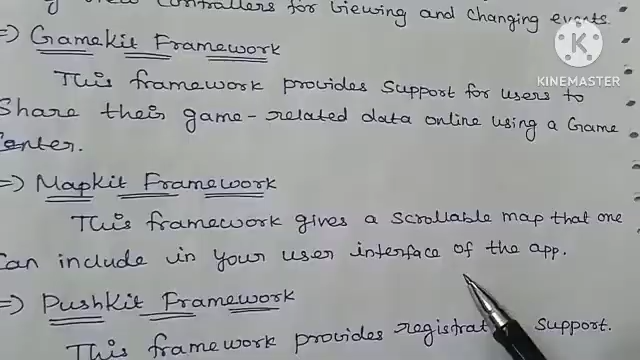 view controllers for viewing and changing events
=> GameKit Framework
This framework provides support for users to
Share their game-related data online using a Game
Center.
=> MapKit Framework
This framework gives a scrollable map that one
Can include in your user interface of the app.
=> PushKit Framework
This framework provides support.
K
KINEMASTER